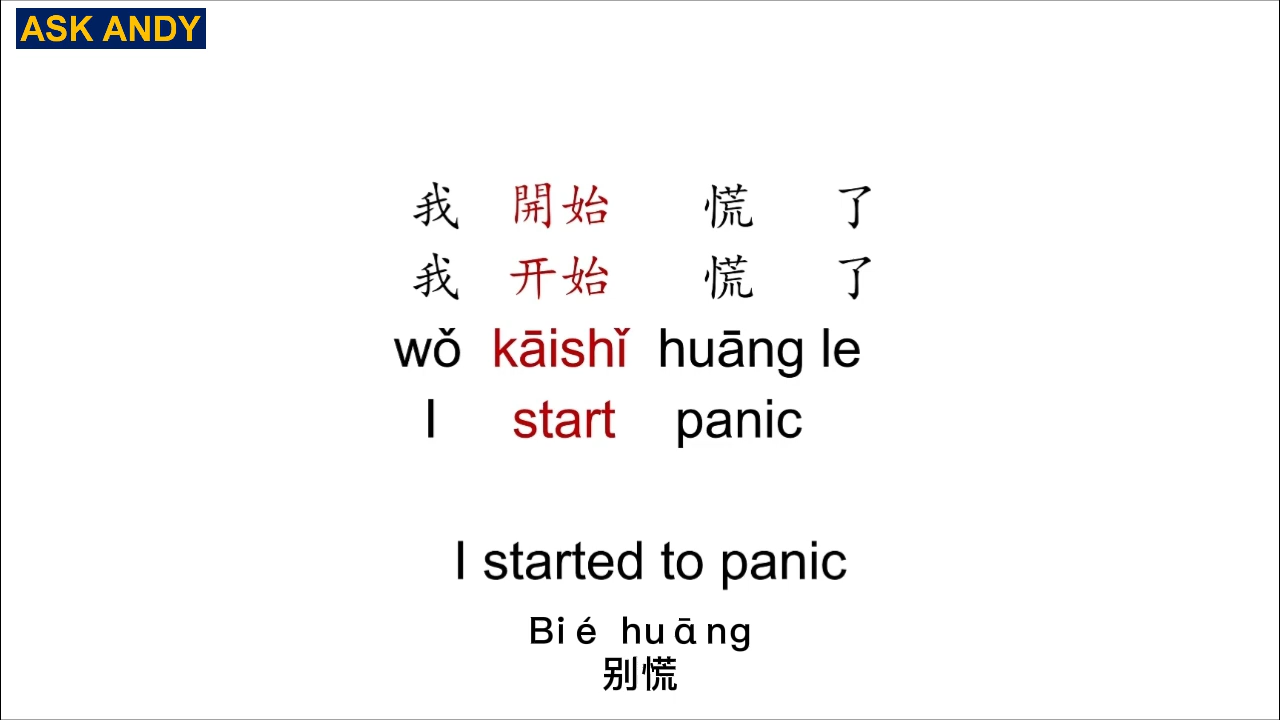 ASK ANDY
我 開始 慌 了
我 开始 慌 了
wǒ kāishǐ huāng le
I start panic
I started to panic
Bié huāng
别慌